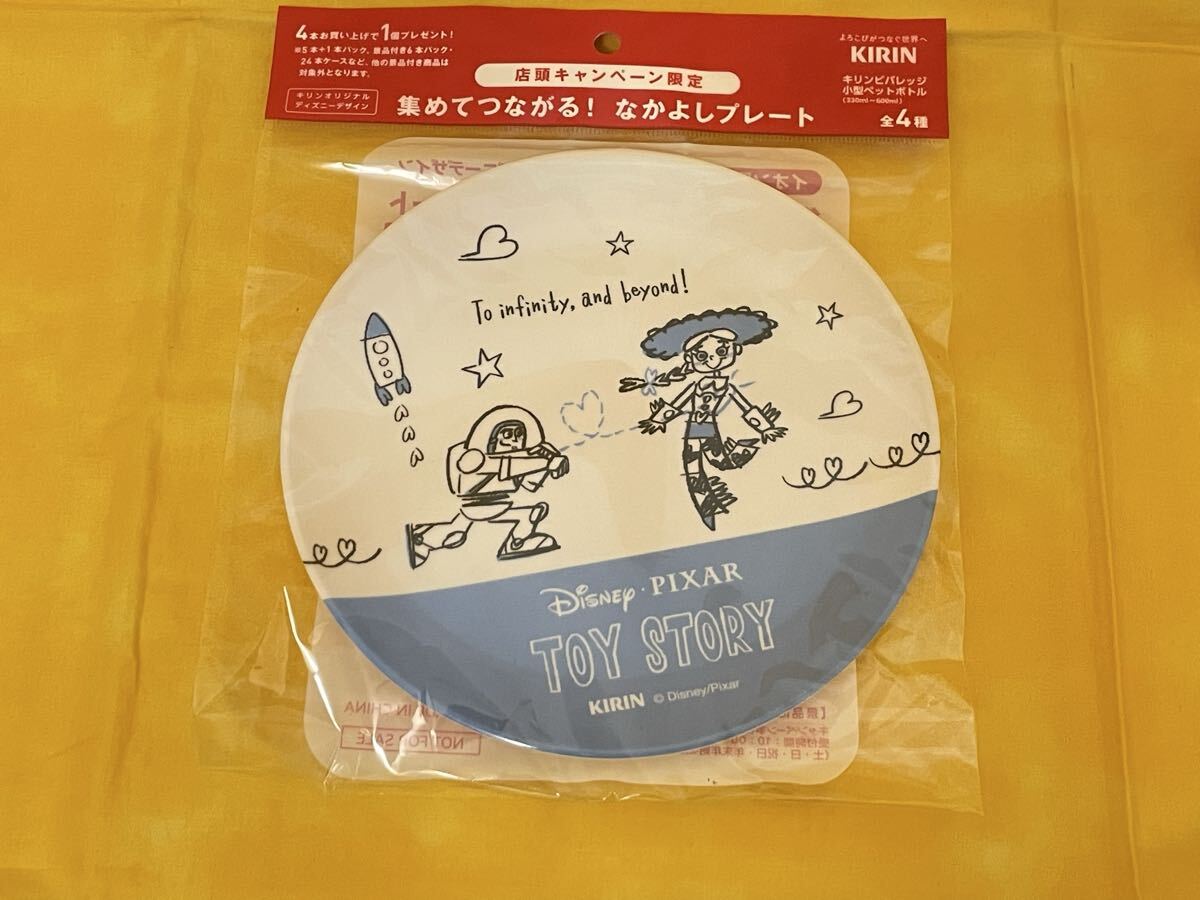 4本お買い上げで1個プレゼント!
※5本+1本パック、景品付き6本パック・
24本ケースなど、他の景品付き商品は
対象外となります。
キリンオリジナル
ディズニーデザイン
店頭キャンペーン限定
集めてつながる! なかよしプレート
よろこびがつなぐ世界へ
KIRIN
キリンビバレッジ
小型ペットボトル
(330ml~600ml)
全4種
To infinity, and beyond!
Disney · PIXAR
TOY STORY
KIRIN © Disney/Pixar
NOT FOR SALE